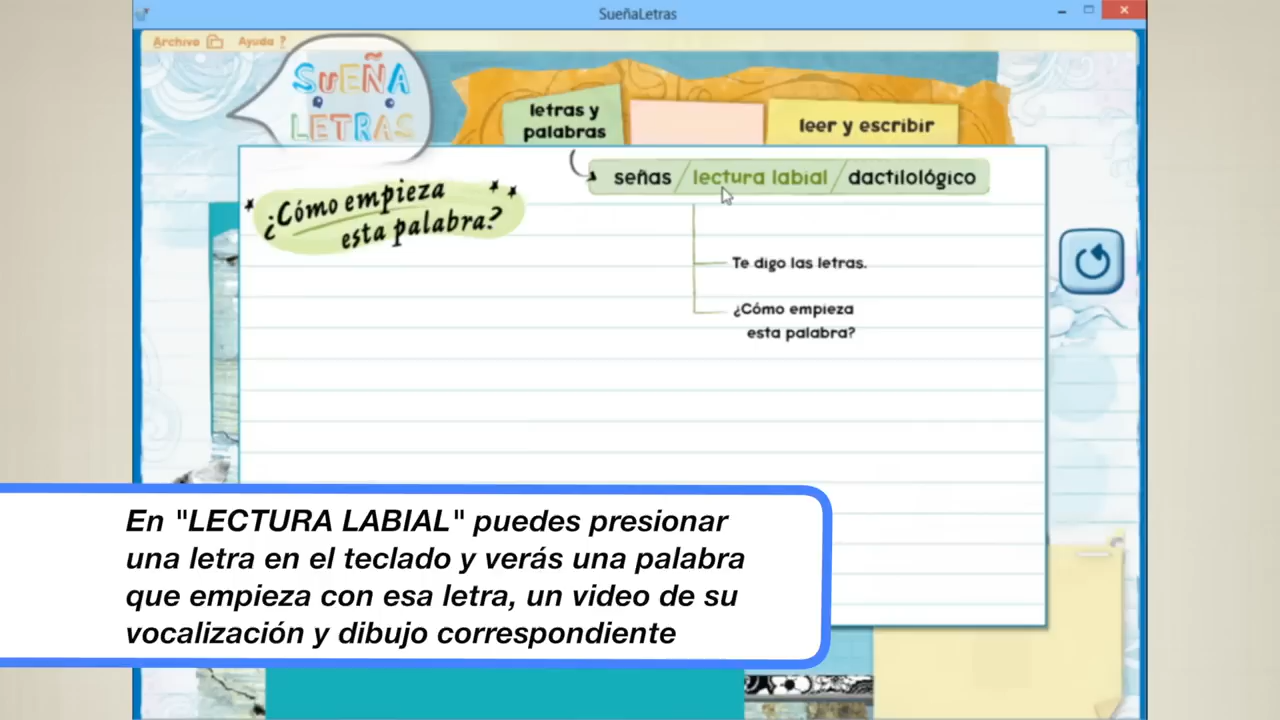 SueñaLetras
Archivo Ayuda ?
SUEÑA
LETRAS
letras y
palabras
leer y escribir
señas / lectura labial / dactilológico
¿Cómo empieza
esta palabra?
Te digo las letras.
¿Cómo empieza
esta palabra?
En "LECTURA LABIAL" puedes presionar
una letra en el teclado y verás una palabra
que empieza con esa letra, un video de su
vocalización y dibujo correspondiente